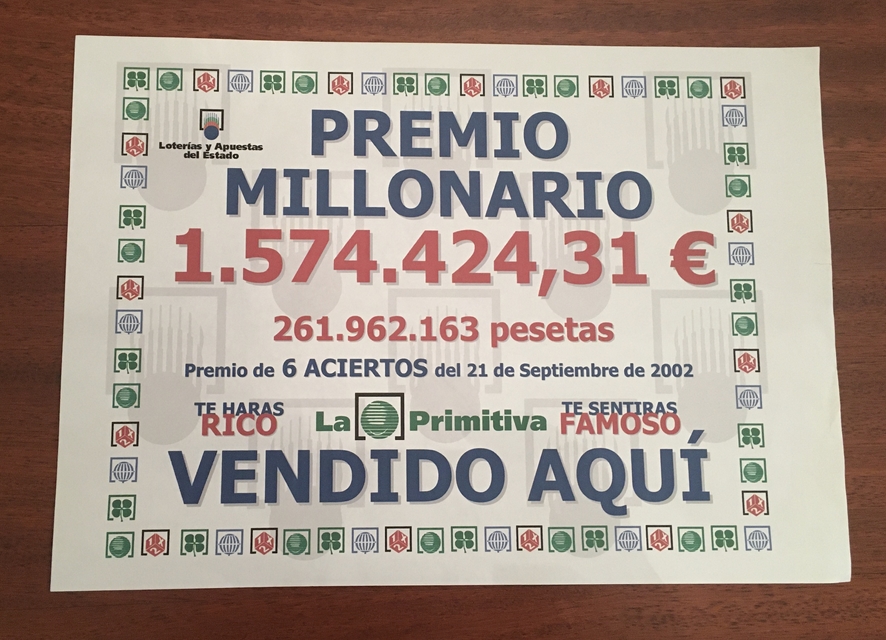 Loterías y Apuestas
del Estado
PREMIO
MILLONARIO
1.574.424,31 €
261.962.163 pesetas
Premio de 6 ACIERTOS del 21 de Septiembre de 2002
TE HARAS
RICO
La Primitiva
TE SENTIRAS
FAMOSO
VENDIDO AQUÍ